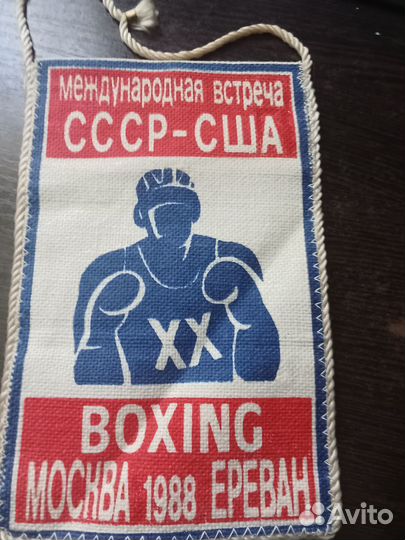 международная встреча
СССР-США
XX
BOXING
МОСКВА 1988 ЕРЕВАН
Avito